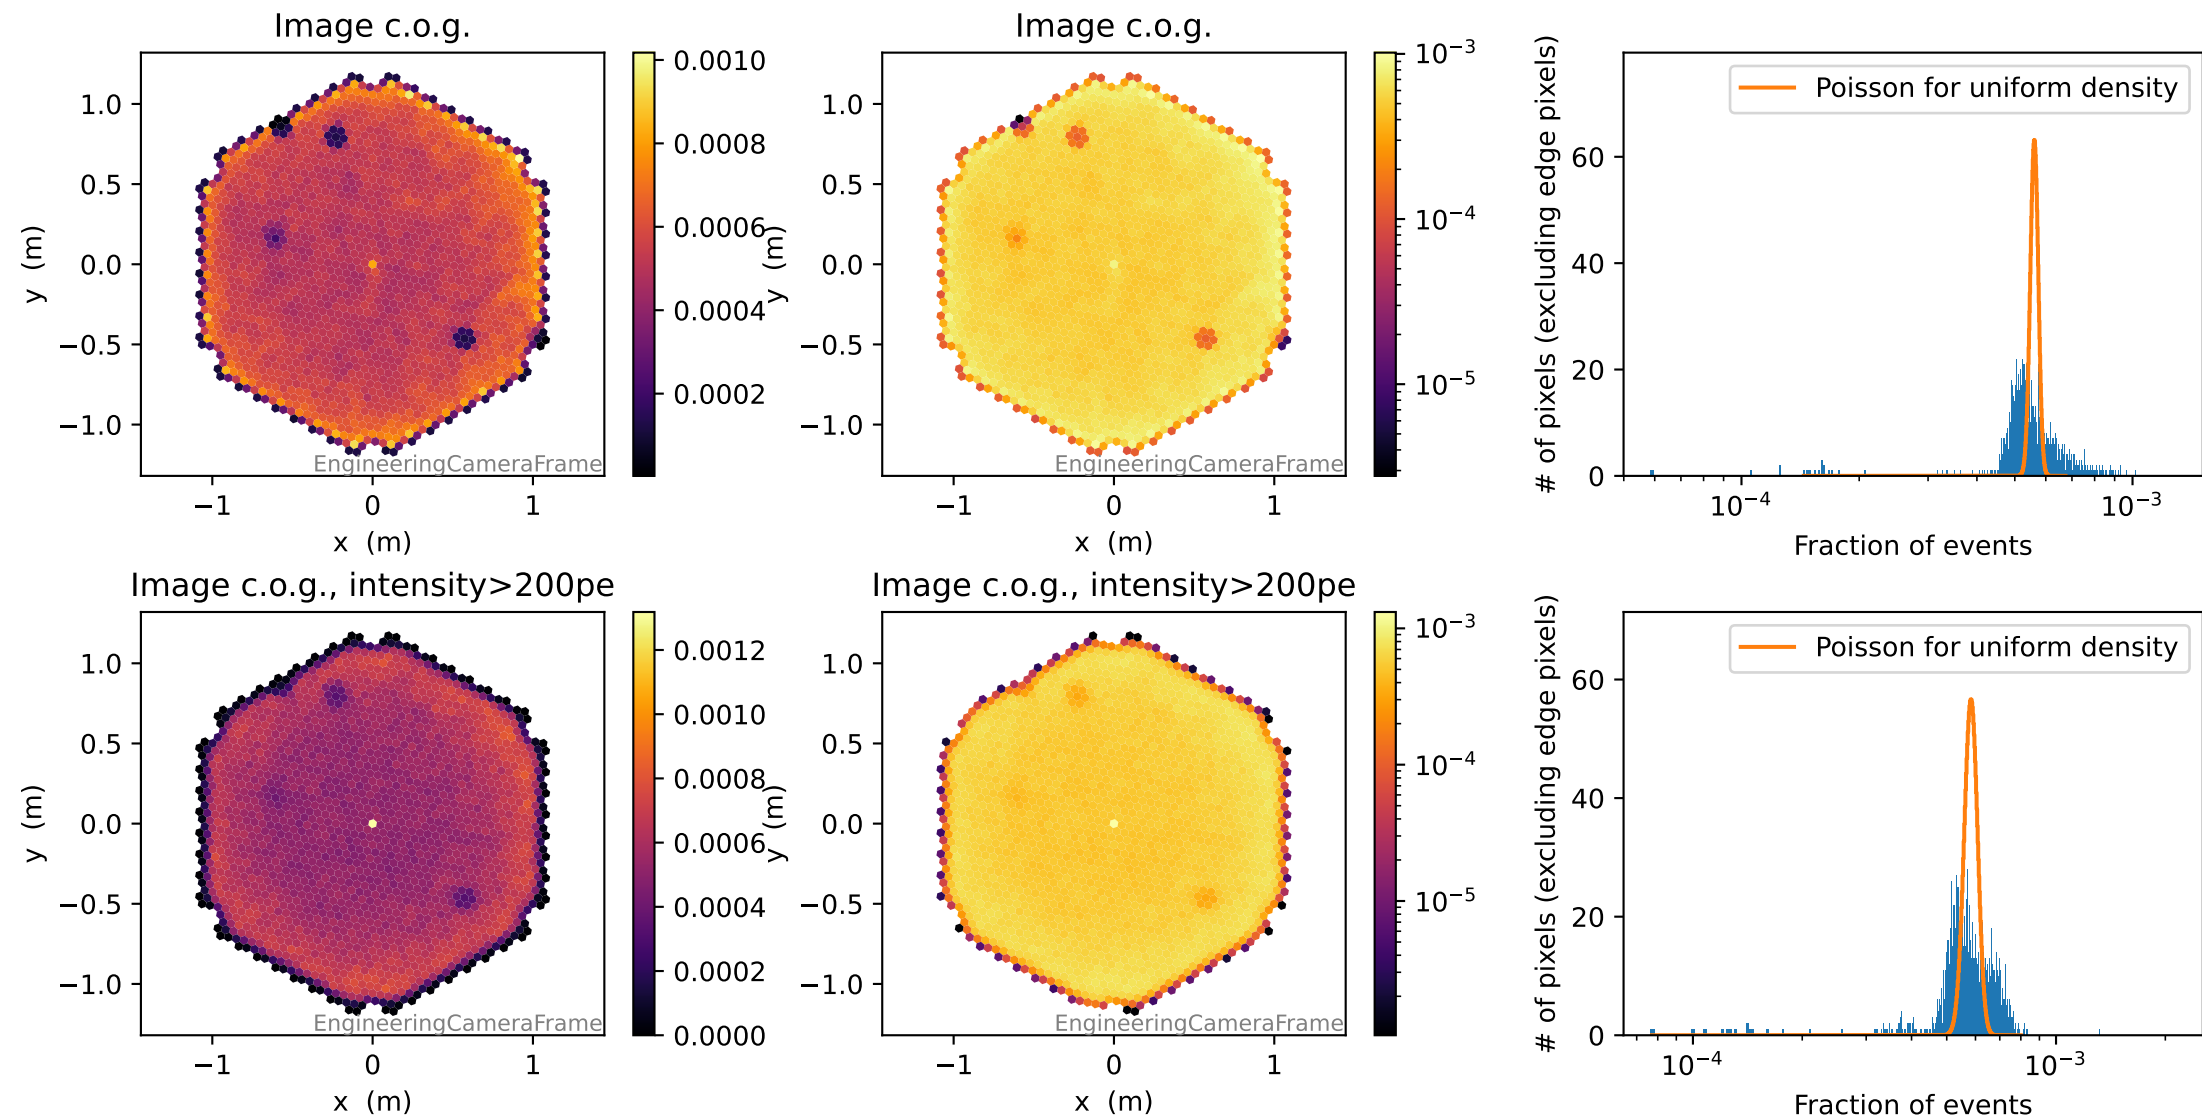 Image c.o.g.
1.0
0.5
0.0
−0.5
−1.0
y (m)
−1 0 1
x (m)
EngineeringCameraFrame
0.0010
0.0008
0.0006
0.0004
0.0002
Image c.o.g.
1.0
0.5
0.0
−0.5
−1.0
y (m)
−1 0 1
x (m)
EngineeringCameraFrame
10⁻³
10⁻⁴
10⁻⁵
Poisson for uniform density
# of pixels (excluding edge pixels)
60
40
20
0
10⁻⁴ 10⁻³
Fraction of events
Image c.o.g., intensity>200pe
1.0
0.5
0.0
−0.5
−1.0
y (m)
−1 0 1
x (m)
EngineeringCameraFrame
0.0012
0.0010
0.0008
0.0006
0.0004
0.0002
0.0000
Image c.o.g., intensity>200pe
1.0
0.5
0.0
−0.5
−1.0
y (m)
−1 0 1
x (m)
EngineeringCameraFrame
10⁻³
10⁻⁴
10⁻⁵
Poisson for uniform density
# of pixels (excluding edge pixels)
60
40
20
0
10⁻⁴ 10⁻³
Fraction of events